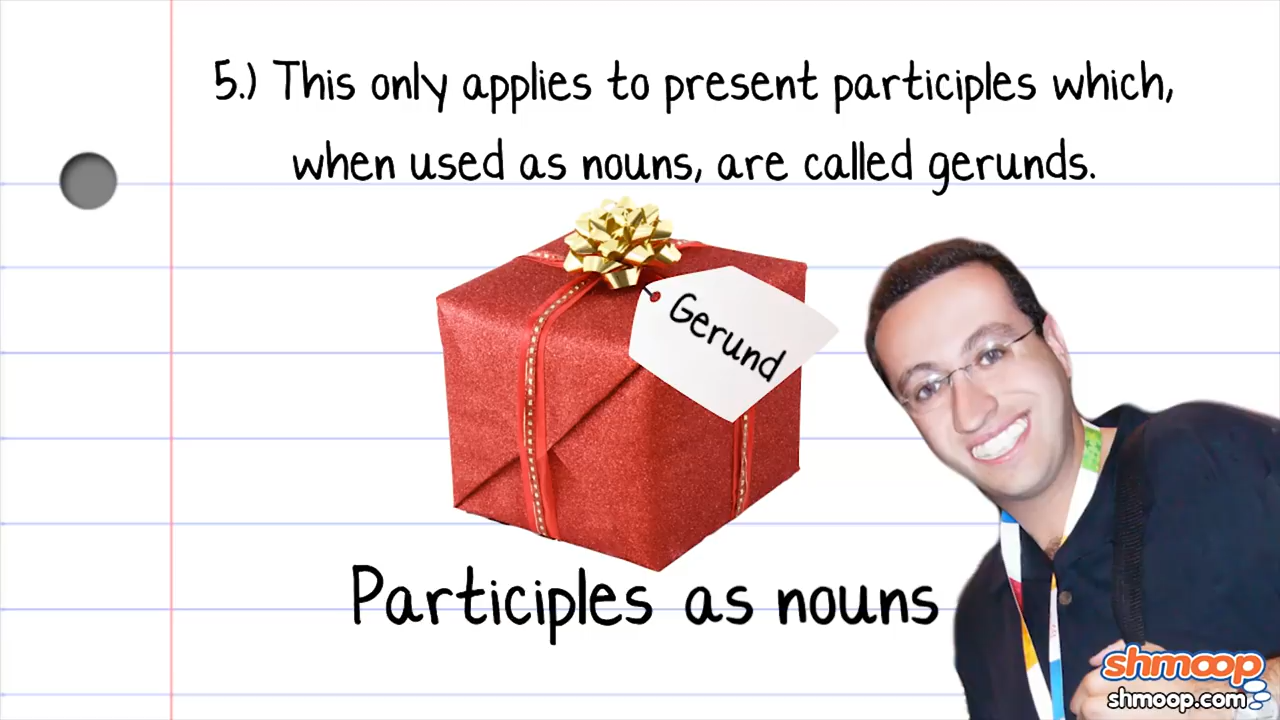 5.) This only applies to present participles which,
when used as nouns, are called gerunds.
Gerund
Participles as nouns
shmoop
shmoop.com